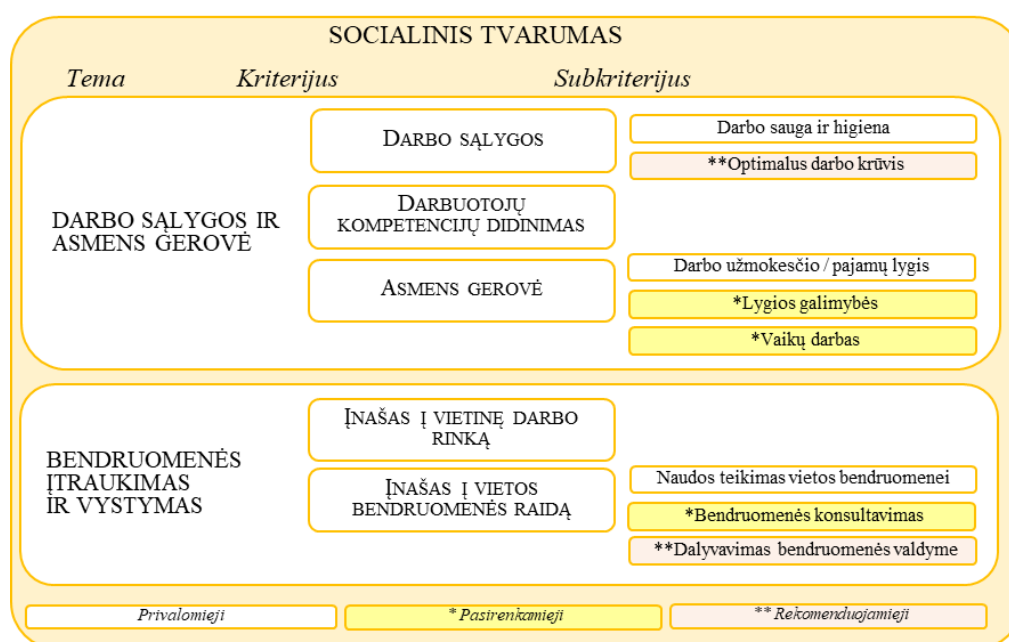 SOCIALINIS TVARUMAS
Tema Kriterijus Subkriterijus
DARBO SĄLYGOS IR
ASMENS GEROVĖ
DARBO SĄLYGOS
Darbo sauga ir higiena
**Optimalus darbo krūvis
DARBUOTOJŲ
KOMPETENCIJŲ DIDINIMAS
ASMENS GEROVĖ
Darbo užmokesčio / pajamų lygis
*Lygios galimybės
*Vaikų darbas
BENDRUOMENĖS
ĮTRAUKIMAS
IR VYSTYMAS
ĮNAŠAS Į VIETINĘ DARBO
RINKĄ
ĮNAŠAS Į VIETOS
BENDRUOMENĖS RAIDĄ
Naudos teikimas vietos bendruomenei
*Bendruomenės konsultavimas
**Dalyvavimas bendruomenės valdyme
Privalomieji
* Pasirenkamieji
** Rekomenduojamieji